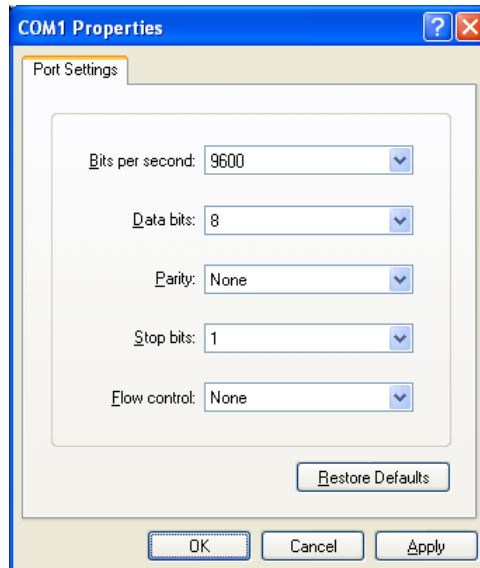 COM1 Properties
Port Settings
Bits per second: 9600
Data bits: 8
Parity: None
Stop bits: 1
Flow control: None
Restore Defaults
OK Cancel Apply